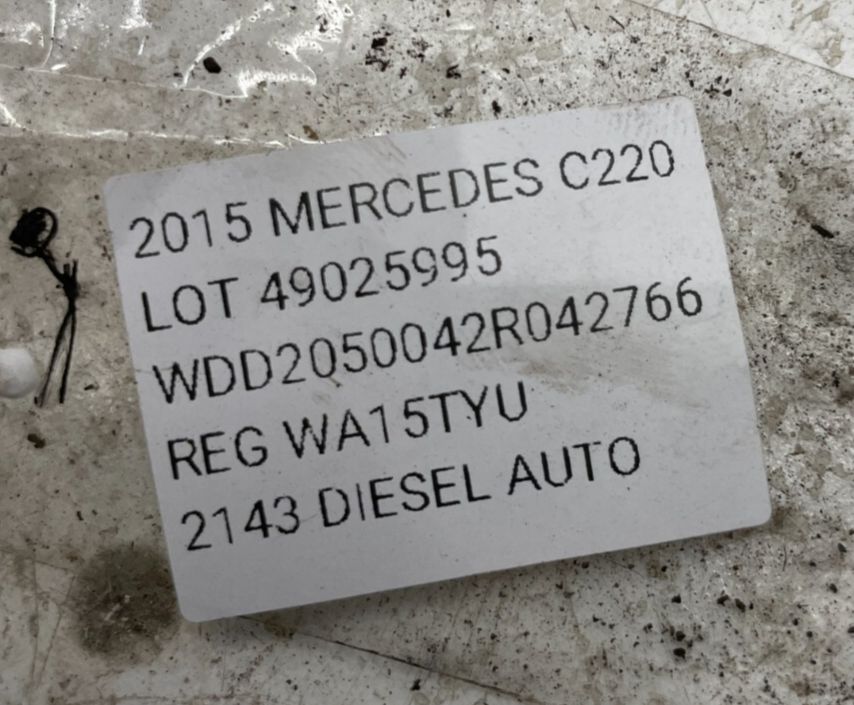 2015 MERCEDES C220
LOT 49025995
WDD2050042R042766
REG WA15TYU
2143 DIESEL AUTO